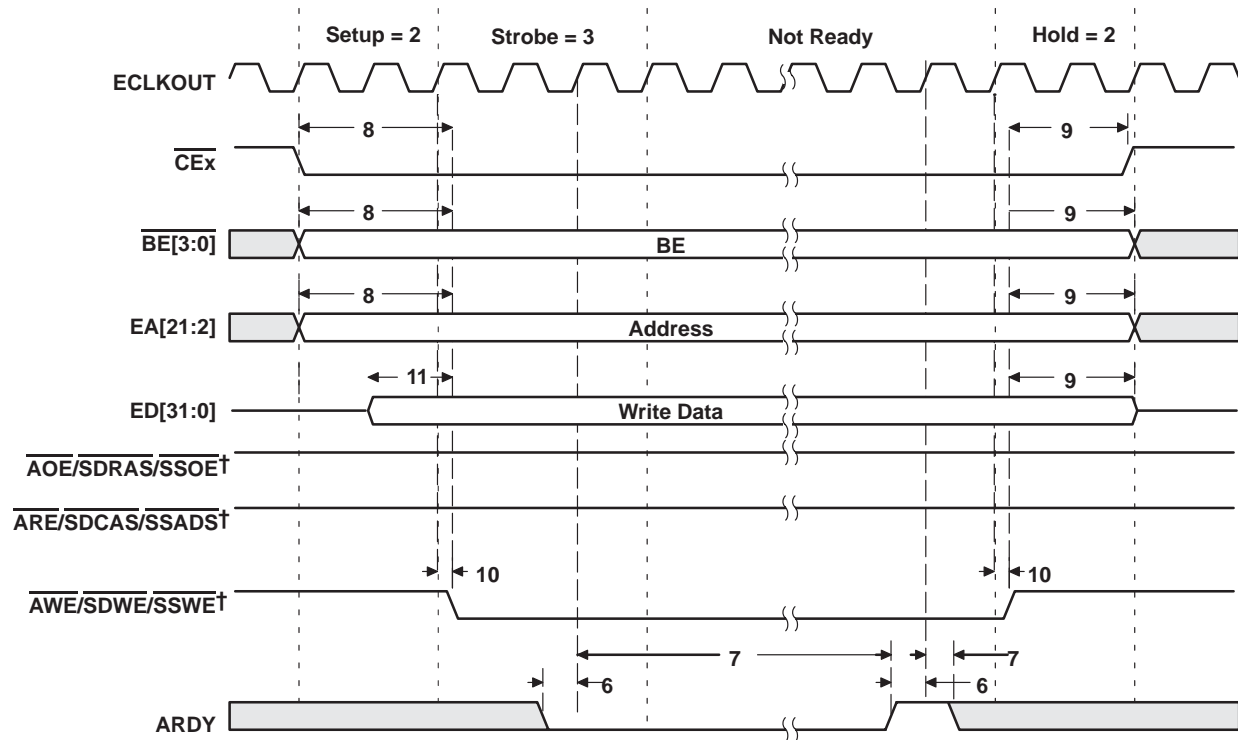 Setup = 2 Strobe = 3 Not Ready Hold = 2
ECLKOUT
8 9
CEx
8 9
BE[3:0] BE
8 9
EA[21:2] Address
11 9
ED[31:0] Write Data
AOE/SDRAS/SSOE†
ARE/SDCAS/SSADS†
10 10
AWE/SDWE/SSWE†
7 7
6 6
ARDY